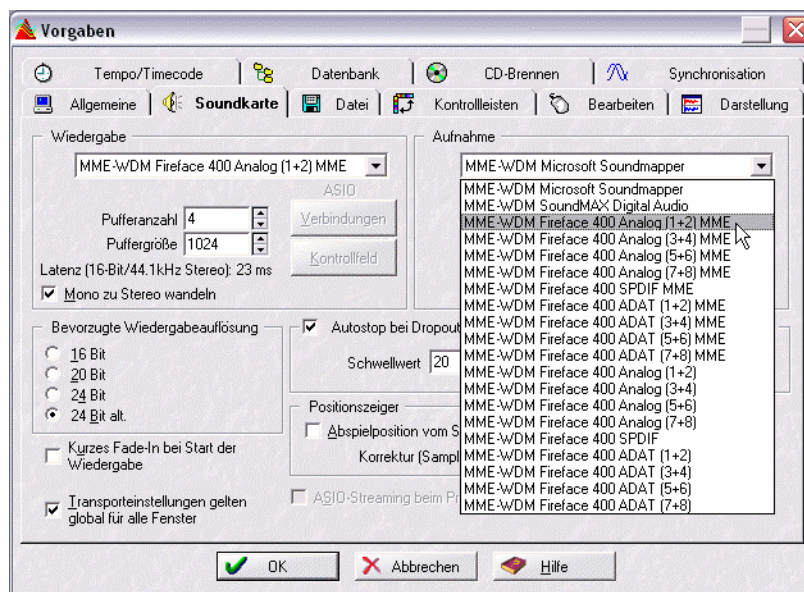 Vorgaben
Tempo/Timecode
Datenbank
CD-Brennen
Synchronisation
Allgemeine
Soundkarte
Datei
Kontrollleisten
Bearbeiten
Darstellung
Wiedergabe
MME-WDM Fireface 400 Analog (1+2) MME
ASIO
Pufferanzahl 4
Verbindungen
Puffergröße 1024
Kontrollfeld
Latenz (16-Bit/44.1kHz Stereo): 23 ms
Mono zu Stereo wandeln
Aufnahme
MME-WDM Microsoft Soundmapper
MME-WDM Microsoft Soundmapper
MME-WDM SoundMAX Digital Audio
MME-WDM Fireface 400 Analog (1+2) MME
MME-WDM Fireface 400 Analog (3+4) MME
MME-WDM Fireface 400 Analog (5+6) MME
MME-WDM Fireface 400 Analog (7+8) MME
MME-WDM Fireface 400 SPDIF MME
MME-WDM Fireface 400 ADAT (1+2) MME
MME-WDM Fireface 400 ADAT (3+4) MME
MME-WDM Fireface 400 ADAT (5+6) MME
MME-WDM Fireface 400 ADAT (7+8) MME
MME-WDM Fireface 400 Analog (1+2)
MME-WDM Fireface 400 Analog (3+4)
MME-WDM Fireface 400 Analog (5+6)
MME-WDM Fireface 400 Analog (7+8)
MME-WDM Fireface 400 SPDIF
MME-WDM Fireface 400 ADAT (1+2)
MME-WDM Fireface 400 ADAT (3+4)
MME-WDM Fireface 400 ADAT (5+6)
MME-WDM Fireface 400 ADAT (7+8)
Bevorzugte Wiedergabeauflösung
16 Bit
20 Bit
24 Bit
24 Bit alt.
Autostop bei Dropout
Schwellwert 20
Positionszeiger
Abspielposition vom S
Korrektur (Sampl
Kurzes Fade-In bei Start der
Wiedergabe
Transporteinstellungen gelten
global für alle Fenster
ASIO-Streaming beim Pr
OK
Abbrechen
Hilfe